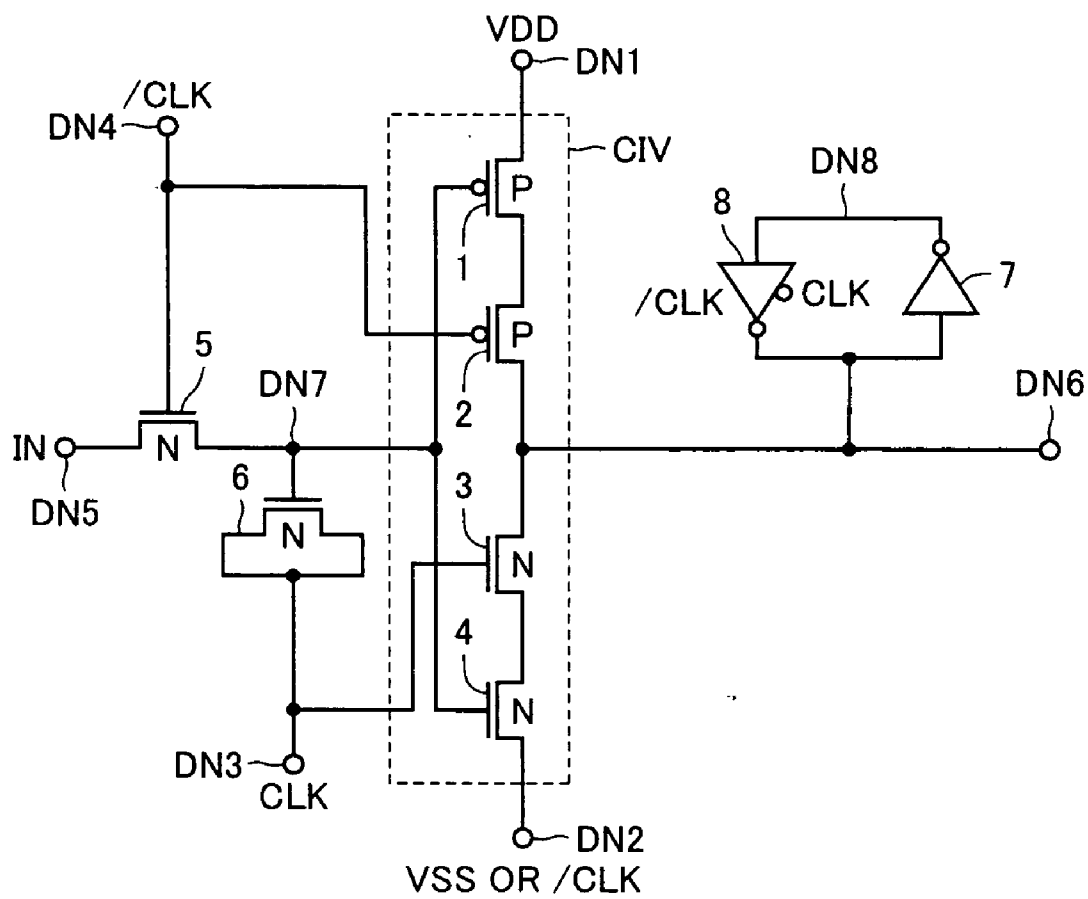 VDD
DN1
/CLK
DN4
CIV
P
1
DN8
8
/CLK
CLK
7
P
2
5
DN7
DN6
IN
N
DN5
6
N
3
N
4
N
DN3
CLK
DN2
VSS OR /CLK